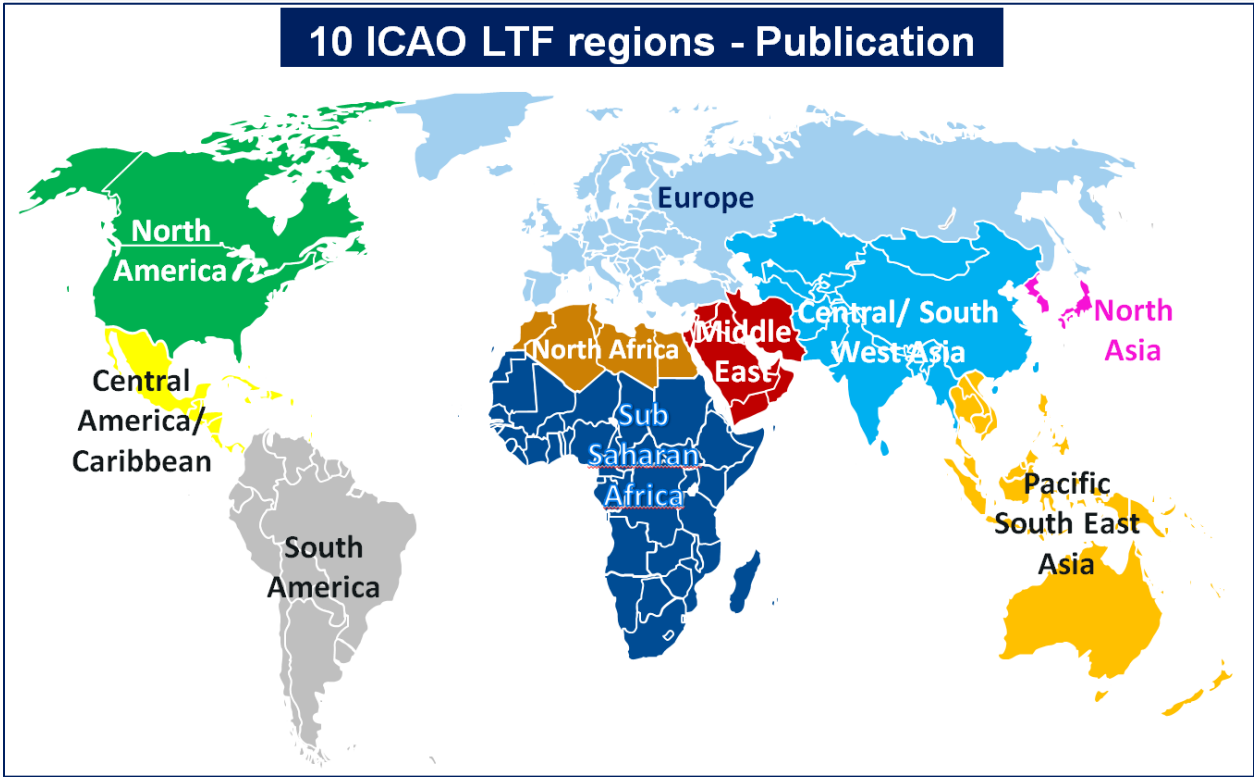 10 ICAO LTF regions - Publication
Europe
North
America
Central/ South
West Asia
North
Asia
Middle
East
North Africa
Central
America/
Caribbean
Sub
Saharan
Africa
Pacific
South East
Asia
South
America